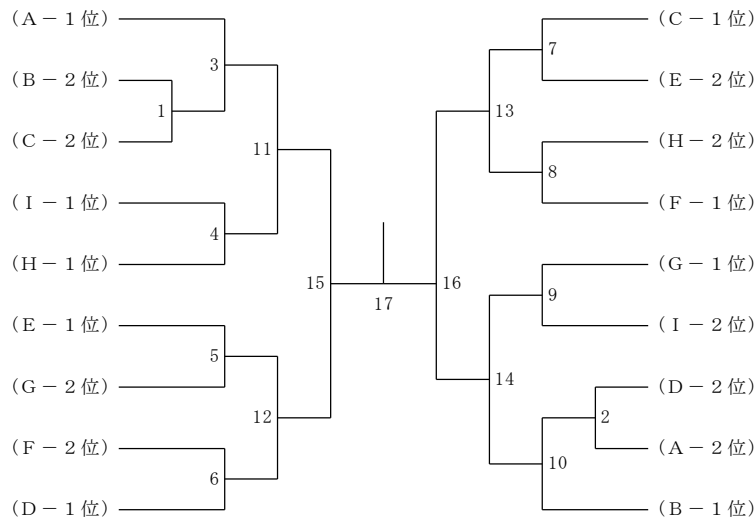 （Ａ－１位）
（Ｂ－２位）
（Ｃ－２位）
（Ｉ－１位）
（Ｈ－１位）
（Ｅ－１位）
（Ｇ－２位）
（Ｆ－２位）
（Ｄ－１位）
1
3
4
5
6
11
12
15
17
16
13
14
7
8
9
2
10
（Ｃ－１位）
（Ｅ－２位）
（Ｈ－２位）
（Ｆ－１位）
（Ｇ－１位）
（Ｉ－２位）
（Ｄ－２位）
（Ａ－２位）
（Ｂ－１位）